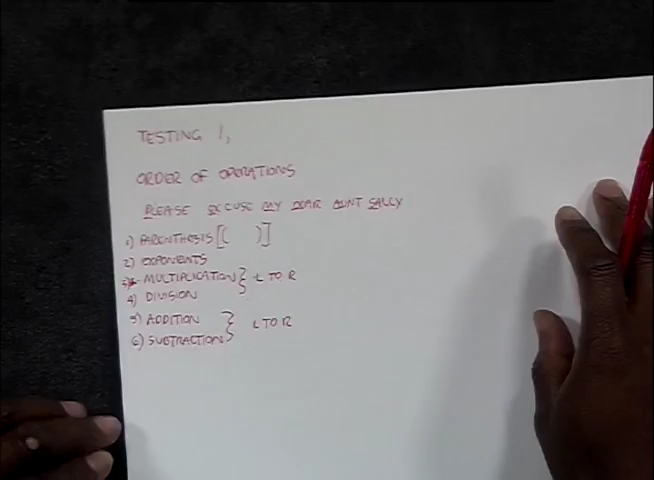 TESTING 1,
ORDER OF OPERATIONS
PLEASE EXCUSE MY DEAR AUNT SALLY
1) PARENTHESIS [( )]
2) EXPONENTS
3) MULTIPLICATION } L TO R
4) DIVISION
5) ADDITION } L TO R
6) SUBTRACTION